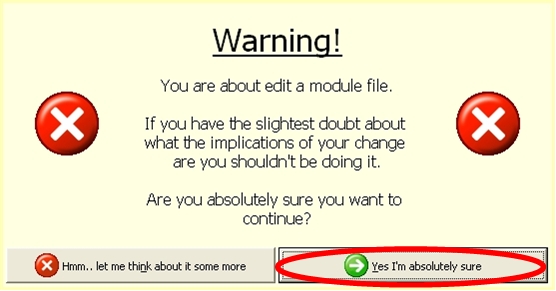 Warning!
You are about edit a module file.
If you have the slightest doubt about
what the implications of your change
are you shouldn't be doing it.
Are you absolutely sure you want to
continue?
Hmm.. let me think about it some more
Yes I'm absolutely sure